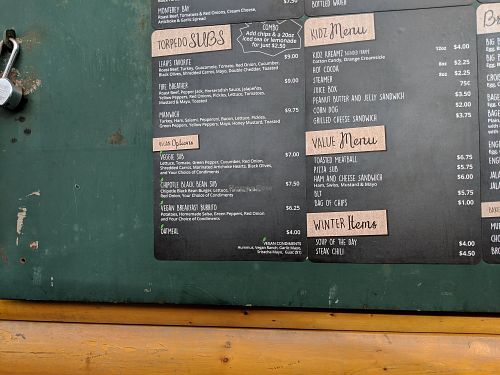 MONTEREY BAY
$7.50
Roast Beef, Tomatoes & Red Onions, Cream Cheese,
Artichoke & Garlic Spread
TORPEDO SUBS
COMBO
Add chips & a 20oz
iced tea or lemonade
for just $2.50
$9.00
Roast Beef, Turkey, Guacamole, Tomato, Red Onion, Cucumber,
Black Olives, Shredded Carrot, Mayo, Double Cheddar, Toasted
FIRE BREATHER
$9.00
Roast Beef, Pepper Jack, Horseradish Sauce, Jalapeños,
Yellow Peppers, Red Onions, Pickles, Lettuce, Tomatoes,
Mustard & Mayo, Toasted
MANWICH
$9.75
Turkey, Ham, Salami, Pepperoni, Bacon, Lettuce, Pickles,
Green Peppers, Yellow Peppers, Mayo, Honey Mustard, Toasted
VEGAN Options
VEGGIE SUB
$7.00
Lettuce, Tomato, Green Pepper, Cucumber, Red Onion,
Shredded Carrots, Marinated Artichoke Hearts, Black Olives,
and Your Choice of Condiments
CHIPOTLE BLACK BEAN SUB
$7.50
Chipotle Black Bean Burger, Lettuce,
Red Onion, Your Choice of Condiments
VEGAN BREAKFAST BURRITO
$6.25
Potatoes, Homemade Salsa, Green Peppers, Red Onion
and Your Choice of Condiments
OATMEAL
$4.00
VEGAN CONDIMENTS
Hummus, Vegan Ranch, Garlic Mayo,
Sriracha Mayo, Guac ($1)
BOTTLED WATER
KIDZ Menu
KIDZ KREAMZ
12oz $4.00
Cotton Candy, Orange Creamsicle
HOT COCOA
8oz $2.25
STEAMER
8oz $2.25
JUICE BOX
75¢
PEANUT BUTTER AND JELLY
$3.50
CORN DOG
$2.00
GRILLED CHEESE
$3.75
VALUE Menu
TOASTED MEATBALL
$6.75
PIZZA SUB
$5.75
HAM AND CHEESE SANDWICH
$6.00
Ham, Swiss, Mustard & Mayo
BLT
$5.75
BAG OF CHIPS
$1.00
WINTER Items
SOUP OF THE DAY
$4.00
STEAK CHILI
$4.50